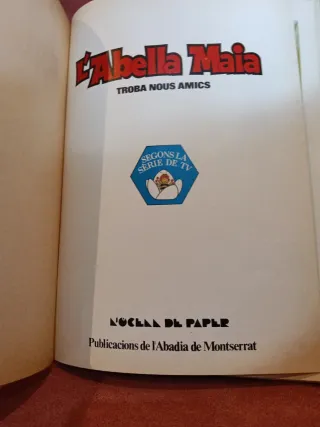 L'Abella Maia
TROBA NOUS AMICS
SEGONS LA
SÈRIE DE TV
L'OCELL DE PAPER
Publicacions de l'Abadia de Montserrat